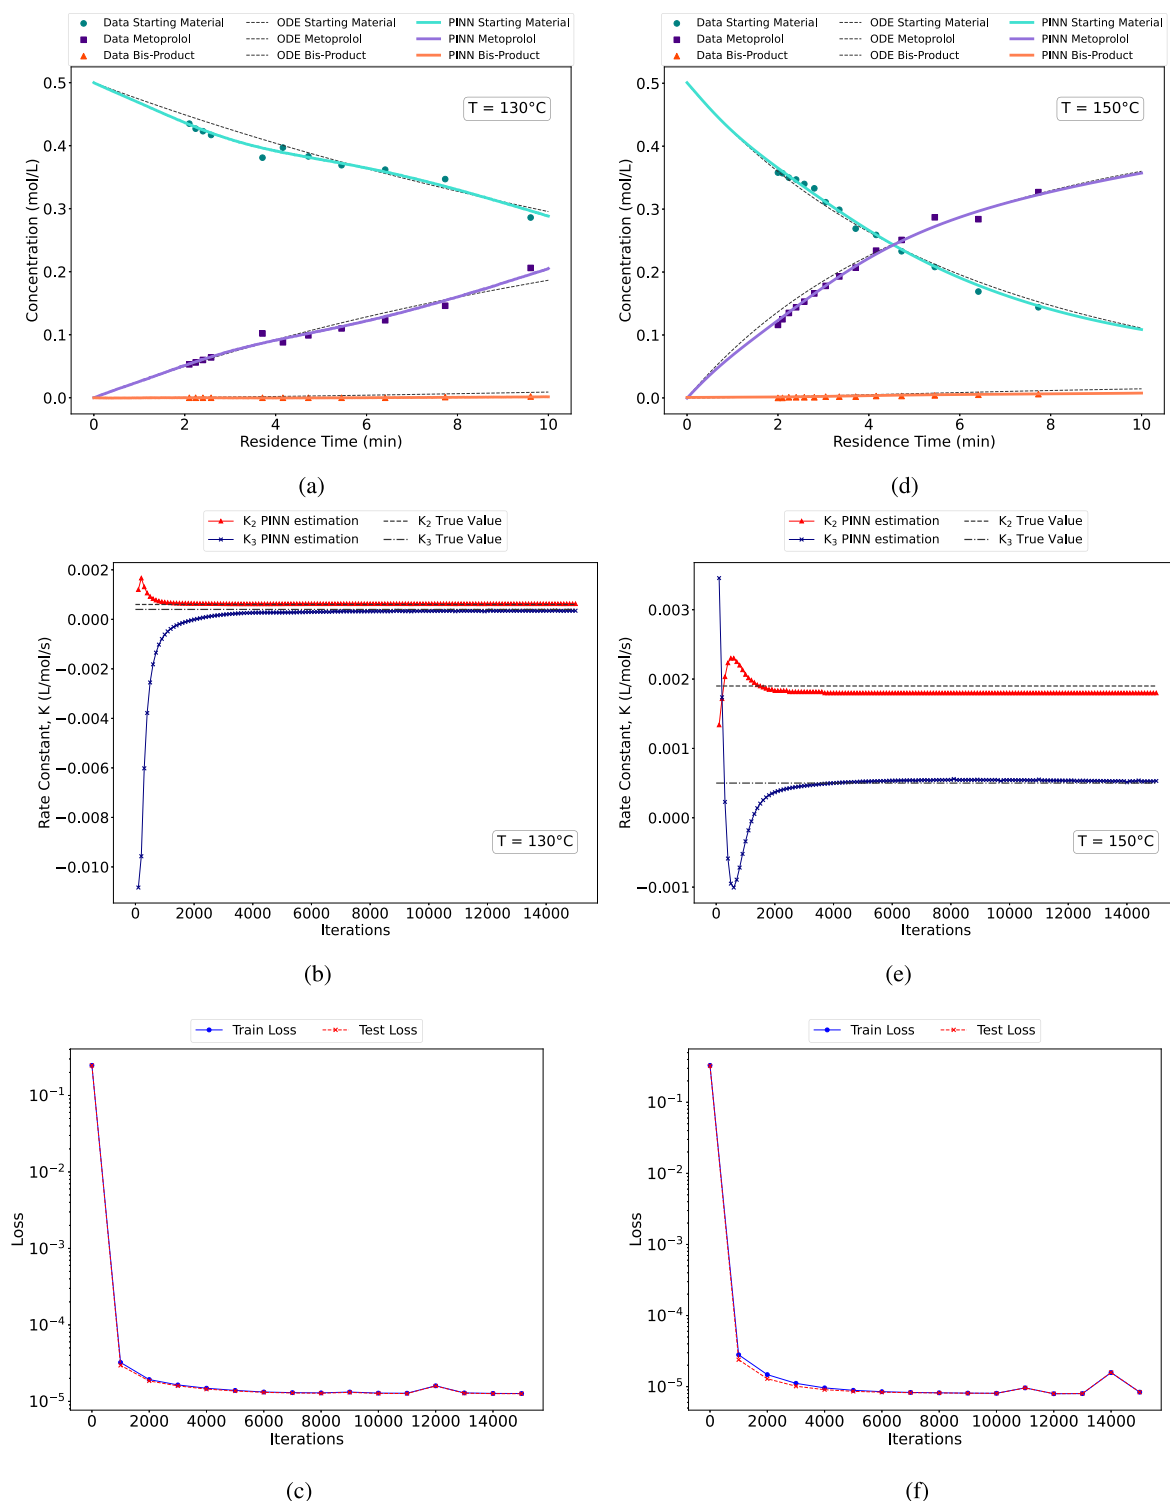 Data Starting Material ODE Starting Material PINN Starting Material
Data Metoprolol ODE Metoprolol PINN Metoprolol
Data Bis-Product ODE Bis-Product PINN Bis-Product
T = 130°C
Concentration (mol/L)
0.5
0.4
0.3
0.2
0.1
0.0
0 2 4 6 8 10
Residence Time (min)
(a)
Data Starting Material ODE Starting Material PINN Starting Material
Data Metoprolol ODE Metoprolol PINN Metoprolol
Data Bis-Product ODE Bis-Product PINN Bis-Product
T = 150°C
Concentration (mol/L)
0.5
0.4
0.3
0.2
0.1
0.0
0 2 4 6 8 10
Residence Time (min)
(d)
K₂ PINN estimation K₂ True Value
K₃ PINN estimation K₃ True Value
Rate Constant, K (L/mol/s)
0.002
0.000
−0.002
−0.004
−0.006
−0.008
−0.010
T = 130°C
0 2000 4000 6000 8000 10000 12000 14000
Iterations
(b)
K₂ PINN estimation K₂ True Value
K₃ PINN estimation K₃ True Value
Rate Constant, K (L/mol/s)
0.003
0.002
0.001
0.000
−0.001
T = 150°C
0 2000 4000 6000 8000 10000 12000 14000
Iterations
(e)
Train Loss Test Loss
Loss
10⁻¹
10⁻²
10⁻³
10⁻⁴
10⁻⁵
0 2000 4000 6000 8000 10000 12000 14000
Iterations
(c)
Train Loss Test Loss
Loss
10⁻¹
10⁻²
10⁻³
10⁻⁴
10⁻⁵
0 2000 4000 6000 8000 10000 12000 14000
Iterations
(f)